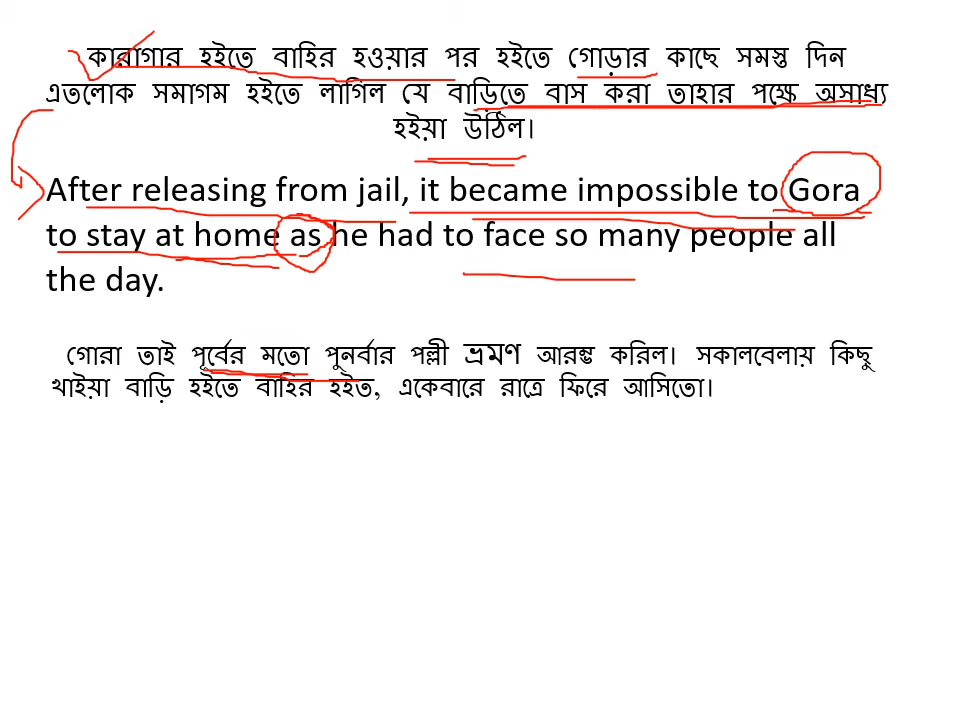 কারাগার হইতে বাহির হওয়ার পর হইতে গোড়ার কাছে সমস্ত দিন
এতলোক সমাগম হইতে লাগিল যে বাড়িতে বাস করা তাহার পক্ষে অসাধ্য
হইয়া উঠিল।
After releasing from jail, it became impossible to Gora
to stay at home as he had to face so many people all
the day.
গোরা তাই পূর্বের মতো পুনর্বার পল্লী ভ্রমণ আরম্ভ করিল। সকালবেলায় কিছু
খাইয়া বাড়ি হইতে বাহির হইত, একেবারে রাত্রে ফিরে আসিতো।